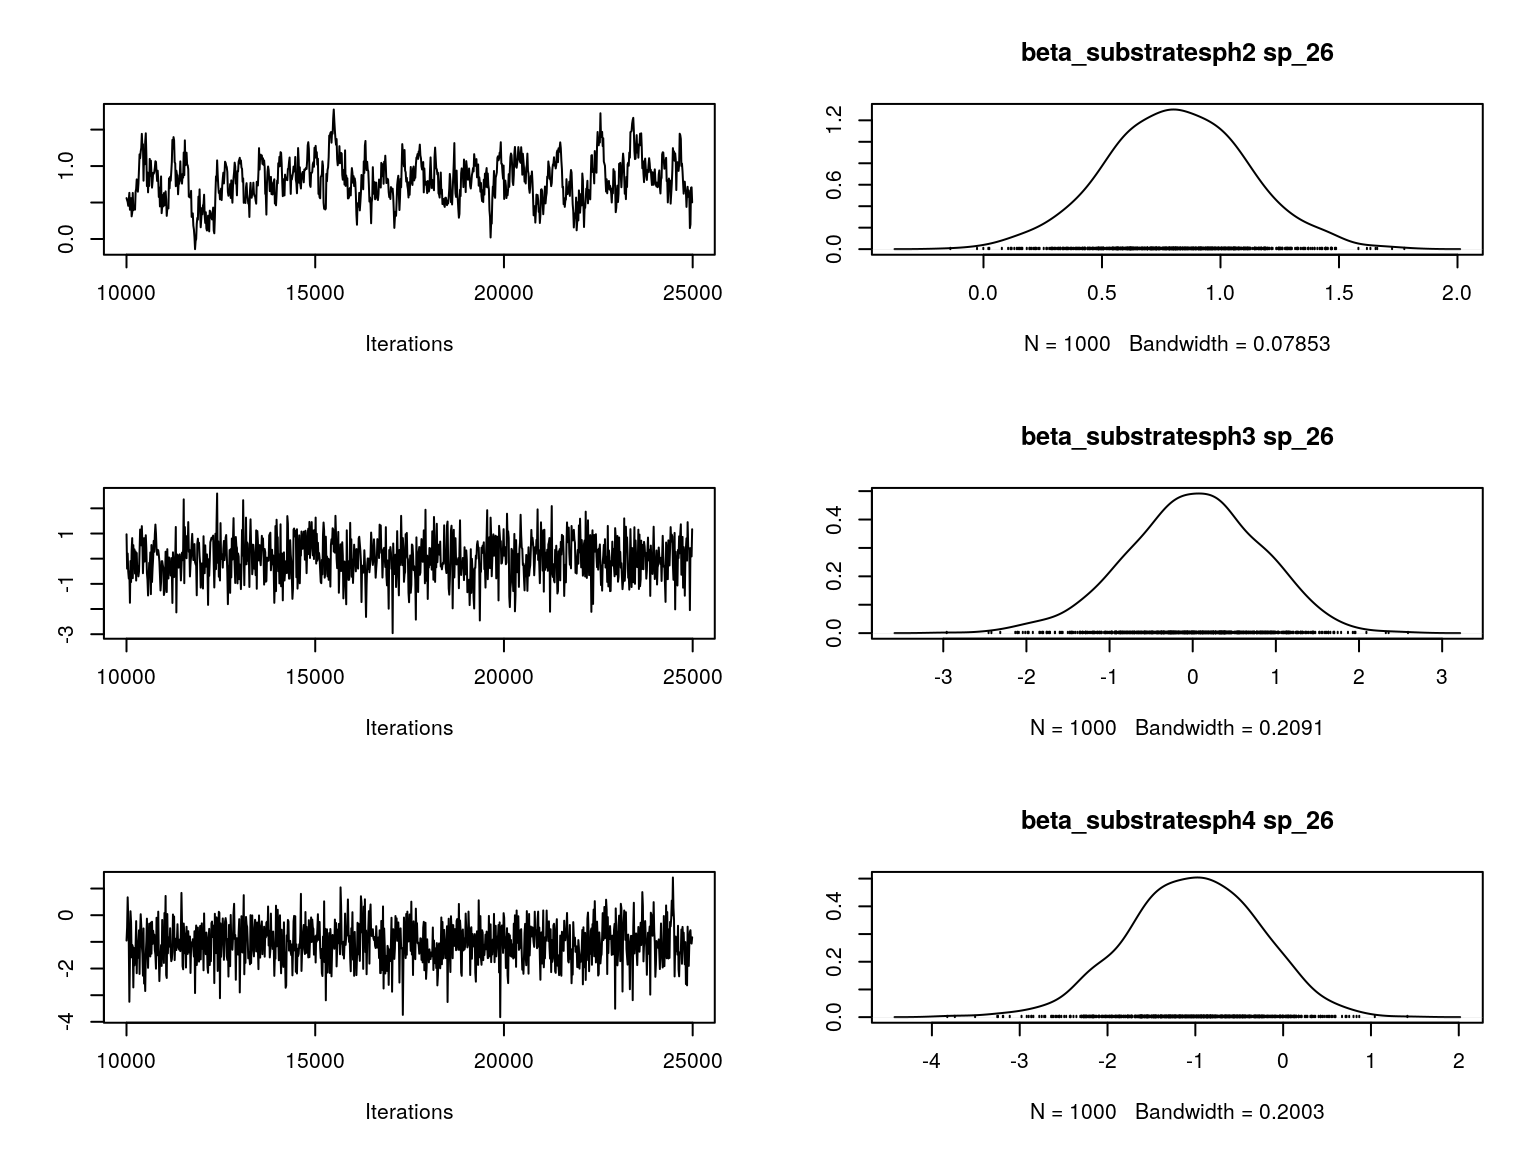 beta_substratesph2 sp_26
0.0 1.0
10000 15000 20000 25000
Iterations
0.0 0.6 1.2
0.0 0.5 1.0 1.5 2.0
N = 1000 Bandwidth = 0.07853
beta_substratesph3 sp_26
-3 -1 1
10000 15000 20000 25000
Iterations
0.0 0.2 0.4
-3 -2 -1 0 1 2 3
N = 1000 Bandwidth = 0.2091
beta_substratesph4 sp_26
-4 -2 0
10000 15000 20000 25000
Iterations
0.0 0.2 0.4
-4 -3 -2 -1 0 1 2
N = 1000 Bandwidth = 0.2003